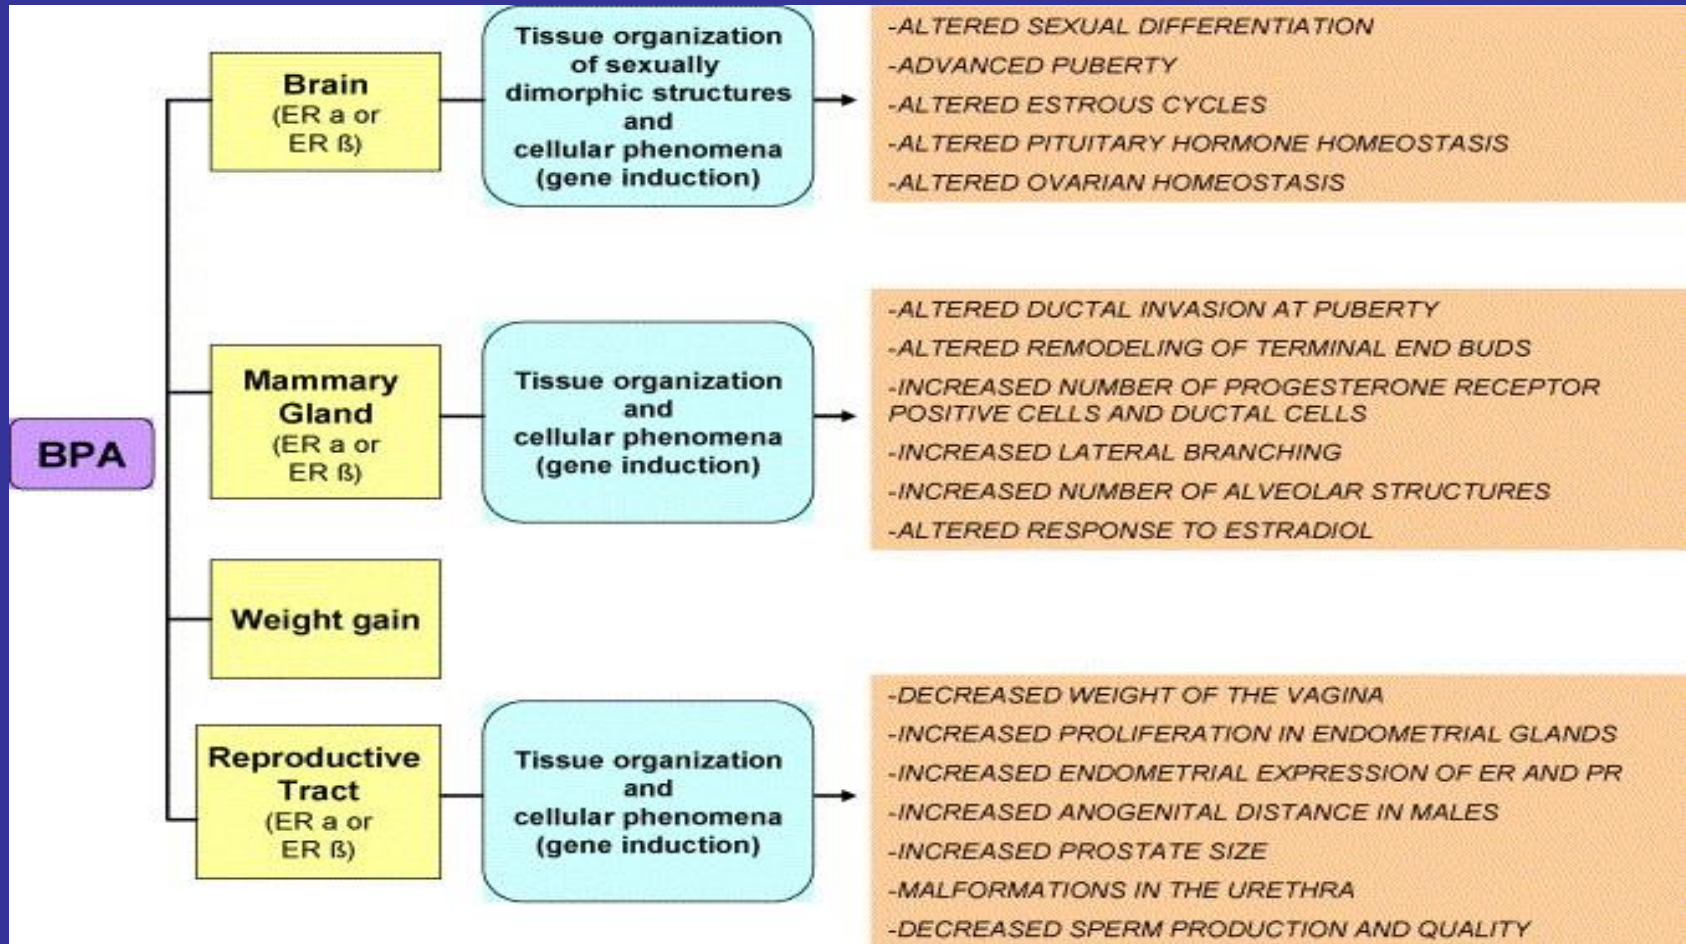 BPA
Brain
(ER a or
ER ß)
Tissue organization
of sexually
dimorphic structures
and
cellular phenomena
(gene induction)
-ALTERED SEXUAL DIFFERENTIATION
-ADVANCED PUBERTY
-ALTERED ESTROUS CYCLES
-ALTERED PITUITARY HORMONE HOMEOSTASIS
-ALTERED OVARIAN HOMEOSTASIS
Mammary
Gland
(ER a or
ER ß)
Tissue organization
and
cellular phenomena
(gene induction)
-ALTERED DUCTAL INVASION AT PUBERTY
-ALTERED REMODELING OF TERMINAL END BUDS
-INCREASED NUMBER OF PROGESTERONE RECEPTOR
POSITIVE CELLS AND DUCTAL CELLS
-INCREASED LATERAL BRANCHING
-INCREASED NUMBER OF ALVEOLAR STRUCTURES
-ALTERED RESPONSE TO ESTRADIOL
Weight gain
Reproductive
Tract
(ER a or
ER ß)
Tissue organization
and
cellular phenomena
(gene induction)
-DECREASED WEIGHT OF THE VAGINA
-INCREASED PROLIFERATION IN ENDOMETRIAL GLANDS
-INCREASED ENDOMETRIAL EXPRESSION OF ER AND PR
-INCREASED ANOGENITAL DISTANCE IN MALES
-INCREASED PROSTATE SIZE
-MALFORMATIONS IN THE URETHRA
-DECREASED SPERM PRODUCTION AND QUALITY